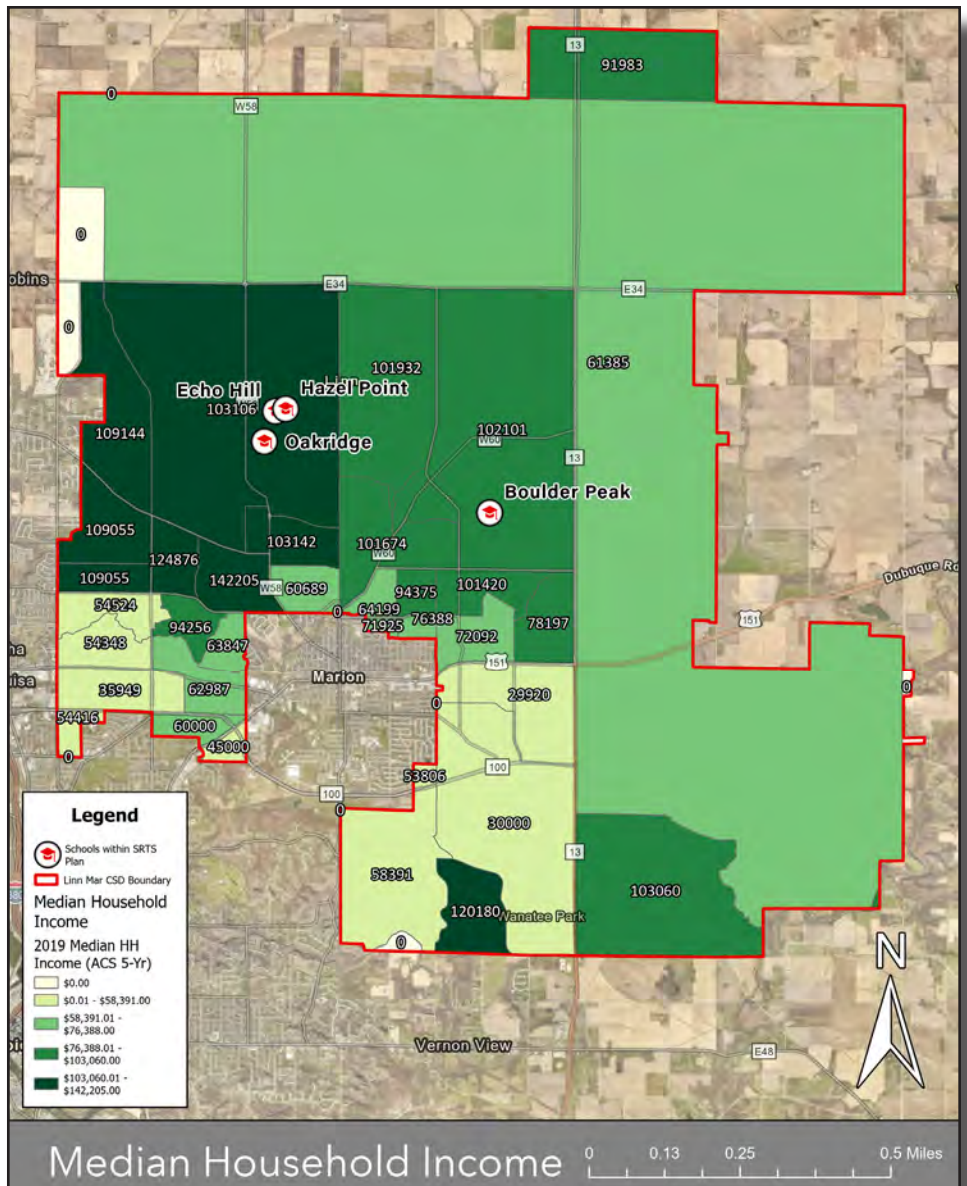 13
91983
0
W58
0
obins
E34
E34
0
61385
101932
Echo Hill
Hazel Point
103106
109144
Oakridge
102101
W60
13
Boulder Peak
109055
103142
101674
W60
124876
Dubuque Ro
109055
142205
W58
60689
94375
101420
54524
0
64199
151
94256
71925
76388
78197
54348
63847
72092
na
151
Marion
uisa
35949
62987
29920
0
54416
0
60000
45000
0
53806
100
100
0
30000
13
58391
103060
120180
Wanatee Park
0
N
Vernon View
E48
Legend
Schools within SRTS
Plan
Linn Mar CSD Boundary
Median Household
Income
2019 Median HH
Income (ACS 5-Yr)
$0.00
$0.01 - $58,391.00
$58,391.01 -
$76,388.00
$76,388.01 -
$103,060.00
$103,060.01 -
$142,205.00
Median Household Income
0 0.13 0.25 0.5 Miles